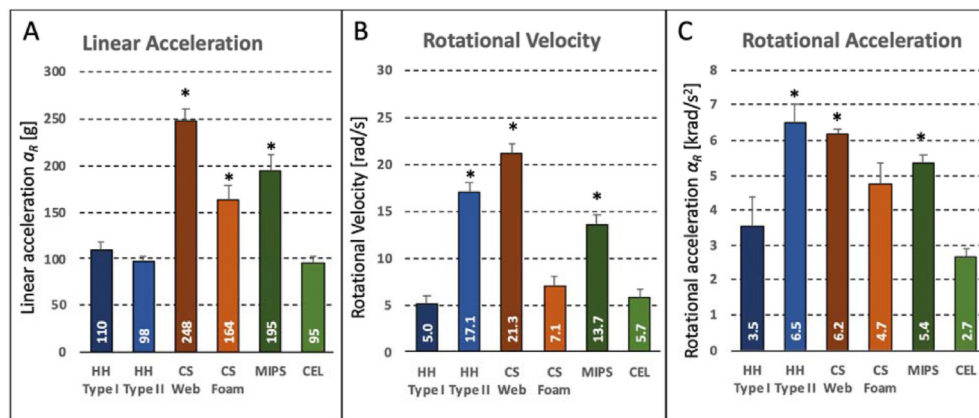 A
Linear Acceleration
Linear acceleration a_R [g]
300
250
200
150
100
50
0
*
*
*
110
98
248
164
195
95
HH Type I
HH Type II
CS Web
CS Foam
MIPS
CEL
B
Rotational Velocity
Rotational Velocity [rad/s]
30
25
20
15
10
5
0
*
*
*
5.0
17.1
21.3
7.1
13.7
5.7
HH Type I
HH Type II
CS Web
CS Foam
MIPS
CEL
C
Rotational Acceleration
Rotational acceleration α_R [krad/s²]
8
7
6
5
4
3
2
1
0
*
*
*
3.5
6.5
6.2
4.7
5.4
2.7
HH Type I
HH Type II
CS Web
CS Foam
MIPS
CEL